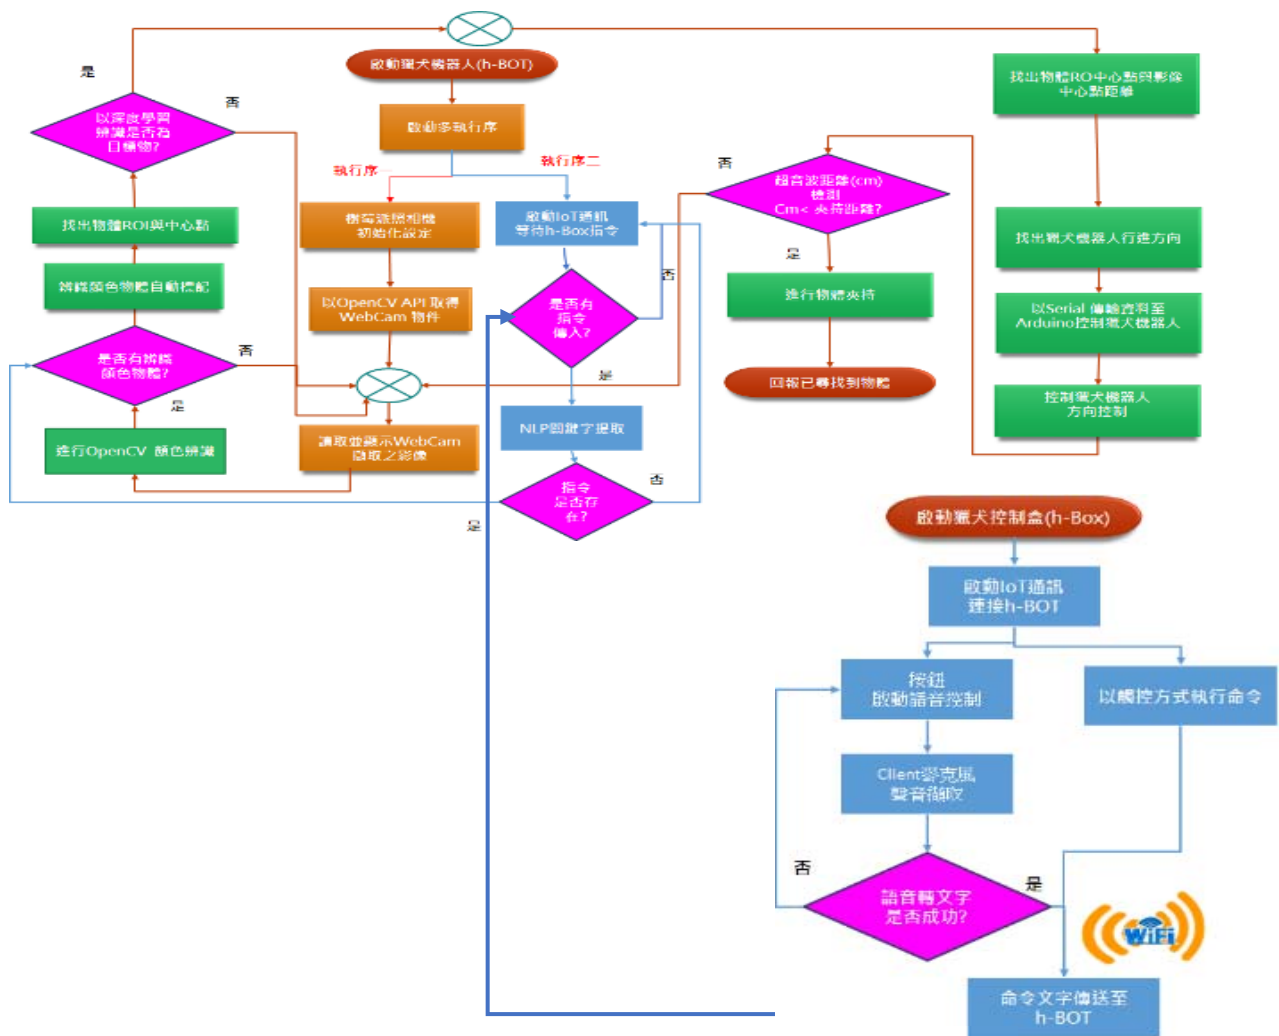 啟動獵犬機器人(h-BOT)
啟動多執行序
執行序一
執行序二
樹莓派照相機
初始化設定
以OpenCV API 取得
WebCam 物件
讀取並顯示WebCam
擷取之影像
進行OpenCV 顏色辨識
是否有辨識
顏色物體?
是
否
辨識顏色物體自動標記
找出物體ROI與中心點
以深度學習
辨識是否為
目標物?
是
否
啟動IoT通訊
等待h-Box指令
是否有
指令
傳入?
否
是
NLP關鍵字提取
指令
是否存
在?
否
是
找出物體RO中心點與影像
中心點距離
找出獵犬機器人行進方向
以Serial 傳輸資料至
Arduino控制獵犬機器人
控制獵犬機器人
方向控制
超音波距離(cm)
檢測
Cm< 夾持距離?
否
是
進行物體夾持
回報已尋找到物體
啟動獵犬控制盒(h-Box)
啟動IoT通訊
連接h-BOT
按鈕
啟動語音控制
以觸控方式執行命令
Client麥克風
聲音擷取
語音轉文字
是否成功?
否
是
WiFi
命令文字傳送至
h-BOT